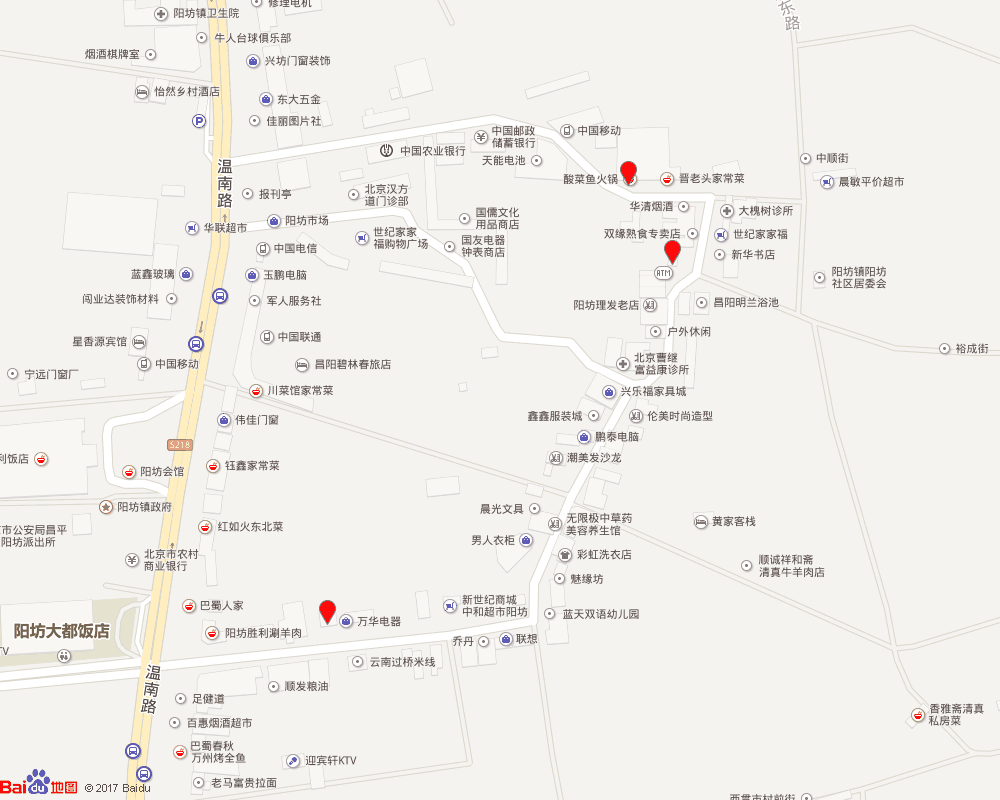 修理电机
阳坊镇卫生院
东路
牛人台球俱乐部
烟酒棋牌室
兴坊门窗装饰
怡然乡村酒店
东大五金
P
佳丽图片社
中国邮政
储蓄银行
中国移动
中国农业银行
天能电池
中顺街
温南路
酸菜鱼火锅
晋老头家常菜
晨敏平价超市
报刊亭
北京汉方
道门诊部
华清烟酒
大槐树诊所
国儒文化
用品商店
阳坊市场
华联超市
世纪家家
福购物广场
双缘熟食专卖店
世纪家家福
中国电信
国友电器
钟表商店
新华书店
蓝鑫玻璃
玉鹏电脑
ATM
阳坊镇阳坊
社区居委会
闯业达装饰材料
军人服务社
阳坊理发老店
昌阳明兰浴池
户外休闲
星香源宾馆
中国联通
裕成街
中国移动
昌阳碧林春旅店
北京曹继
富益康诊所
宁远门窗厂
川菜馆家常菜
兴乐福家具城
伟佳门窗
鑫鑫服装城
伦美时尚造型
鹏泰电脑
S218
利饭店
阳坊会馆
钰鑫家常菜
潮美发沙龙
阳坊镇政府
晨光文具
无限极中草药
美容养生馆
黄家客栈
市公安局昌平
阳坊派出所
红如火东北菜
男人衣柜
彩虹洗衣店
北京市农村
商业银行
顺诚祥和斋
清真牛羊肉店
魅缘坊
巴蜀人家
新世纪商城
中和超市阳坊
蓝天双语幼儿园
阳坊大都饭店
阳坊胜利涮羊肉
万华电器
乔丹
联想
TV
云南过桥米线
温南路
顺发粮油
足健道
百惠烟酒超市
香雅斋清真
私房菜
巴蜀春秋
万州烤全鱼
迎宾轩KTV
老马富贵拉面
Bai du 地图
© 2017 Baidu
西贯市村前街